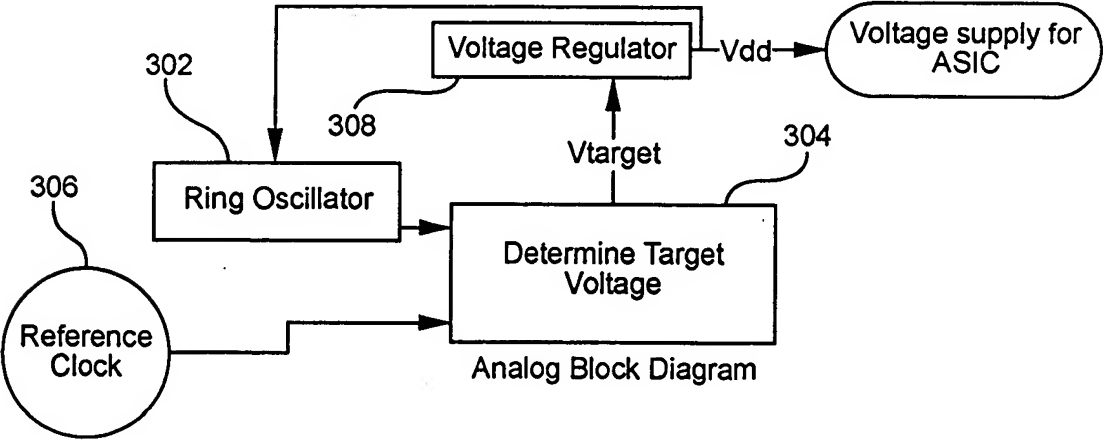 Voltage Regulator
Vdd
Voltage supply for
ASIC
302
308
Vtarget
304
Ring Oscillator
306
Determine Target
Voltage
Reference
Clock
Analog Block Diagram